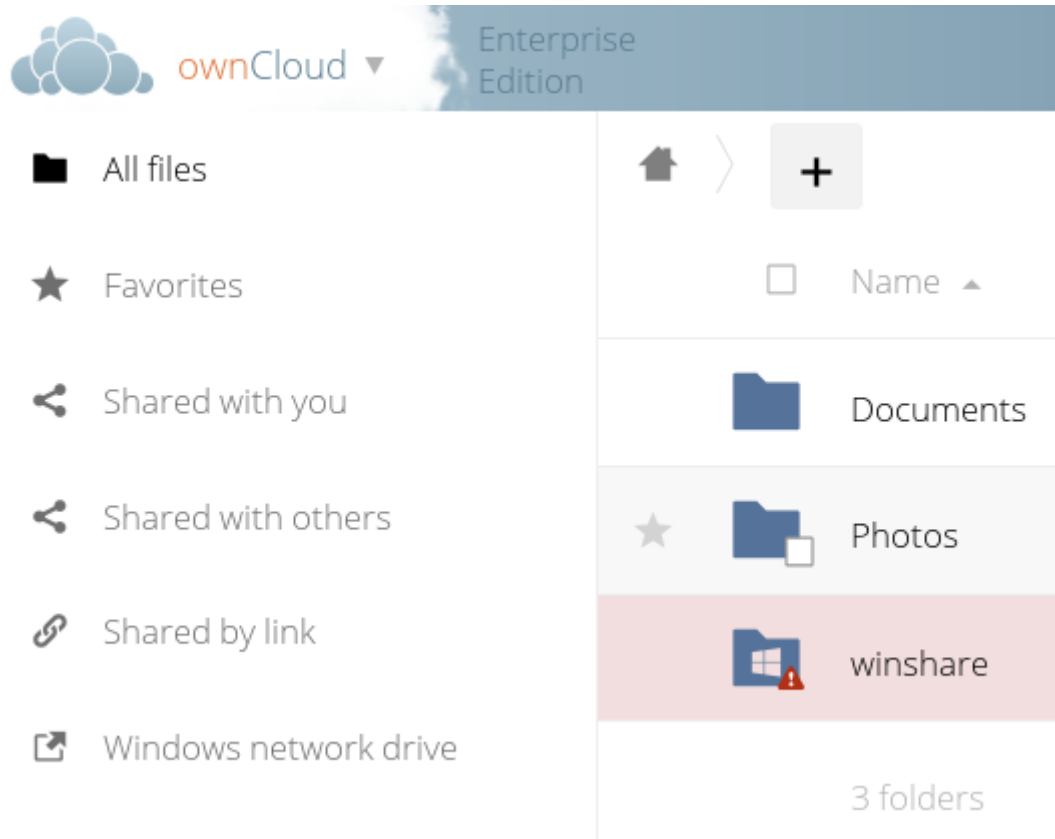 ownCloud
Enterprise
Edition
All files
Favorites
Shared with you
Shared with others
Shared by link
Windows network drive
+
Name
Documents
Photos
winshare
3 folders